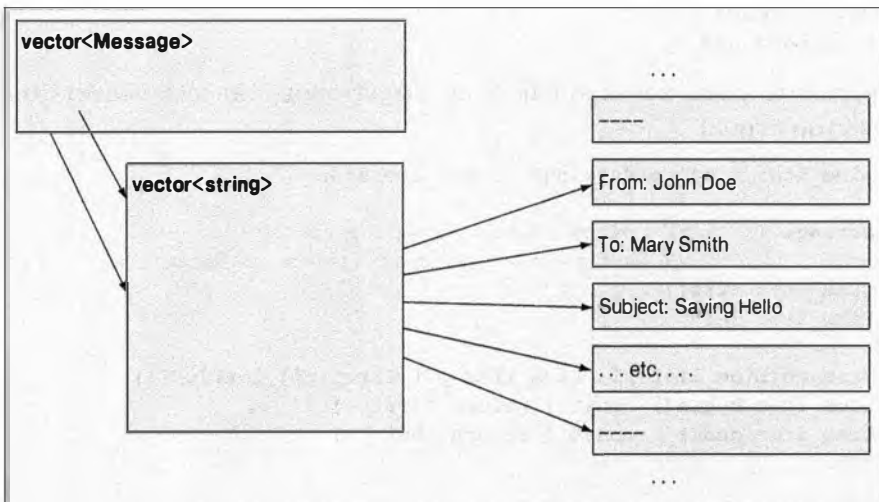 vector<Message>
vector<string>
. . .
----
From: John Doe
To: Mary Smith
Subject: Saying Hello
. . . etc. . .
----
. . .